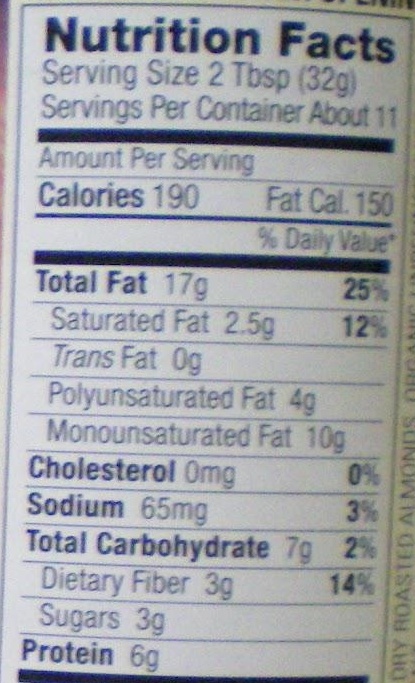 Nutrition Facts
Serving Size 2 Tbsp (32g)
Servings Per Container About 11
Amount Per Serving
Calories 190 Fat Cal. 150
% Daily Value*
Total Fat 17g 25%
Saturated Fat 2.5g 12%
Trans Fat 0g
Polyunsaturated Fat 4g
Monounsaturated Fat 10g
Cholesterol 0mg 0%
Sodium 65mg 3%
Total Carbohydrate 7g 2%
Dietary Fiber 3g 14%
Sugars 3g
Protein 6g
DRY ROASTED ALMONDS